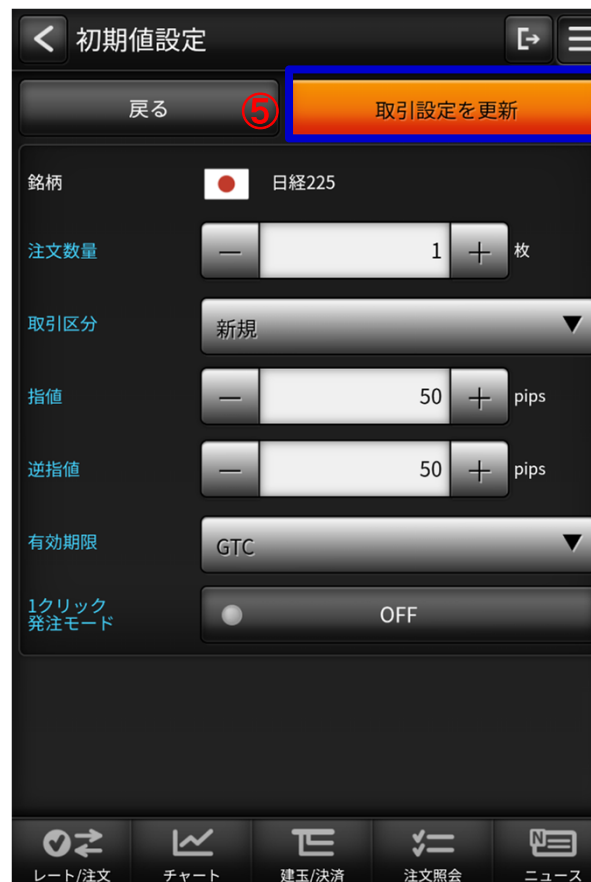 初期値設定
戻る
⑤
取引設定を更新
銘柄
日経225
注文数量
1
枚
取引区分
新規
指値
50
pips
逆指値
50
pips
有効期限
GTC
1クリック
発注モード
OFF
レート/注文
チャート
建玉/決済
注文照会
N
ニュース